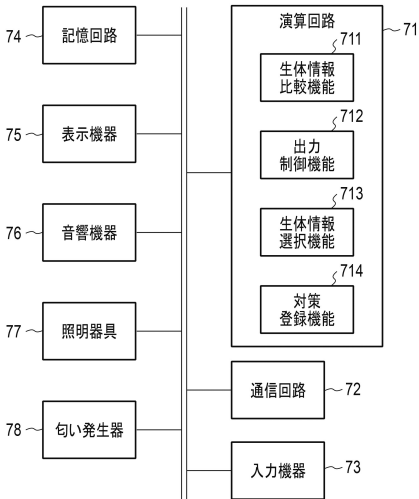 74
記憶回路
75
表示機器
76
音響機器
77
照明器具
78
匂い発生器
演算回路
71
711
生体情報
比較機能
712
出力
制御機能
713
生体情報
選択機能
714
対策
登録機能
通信回路
72
入力機器
73